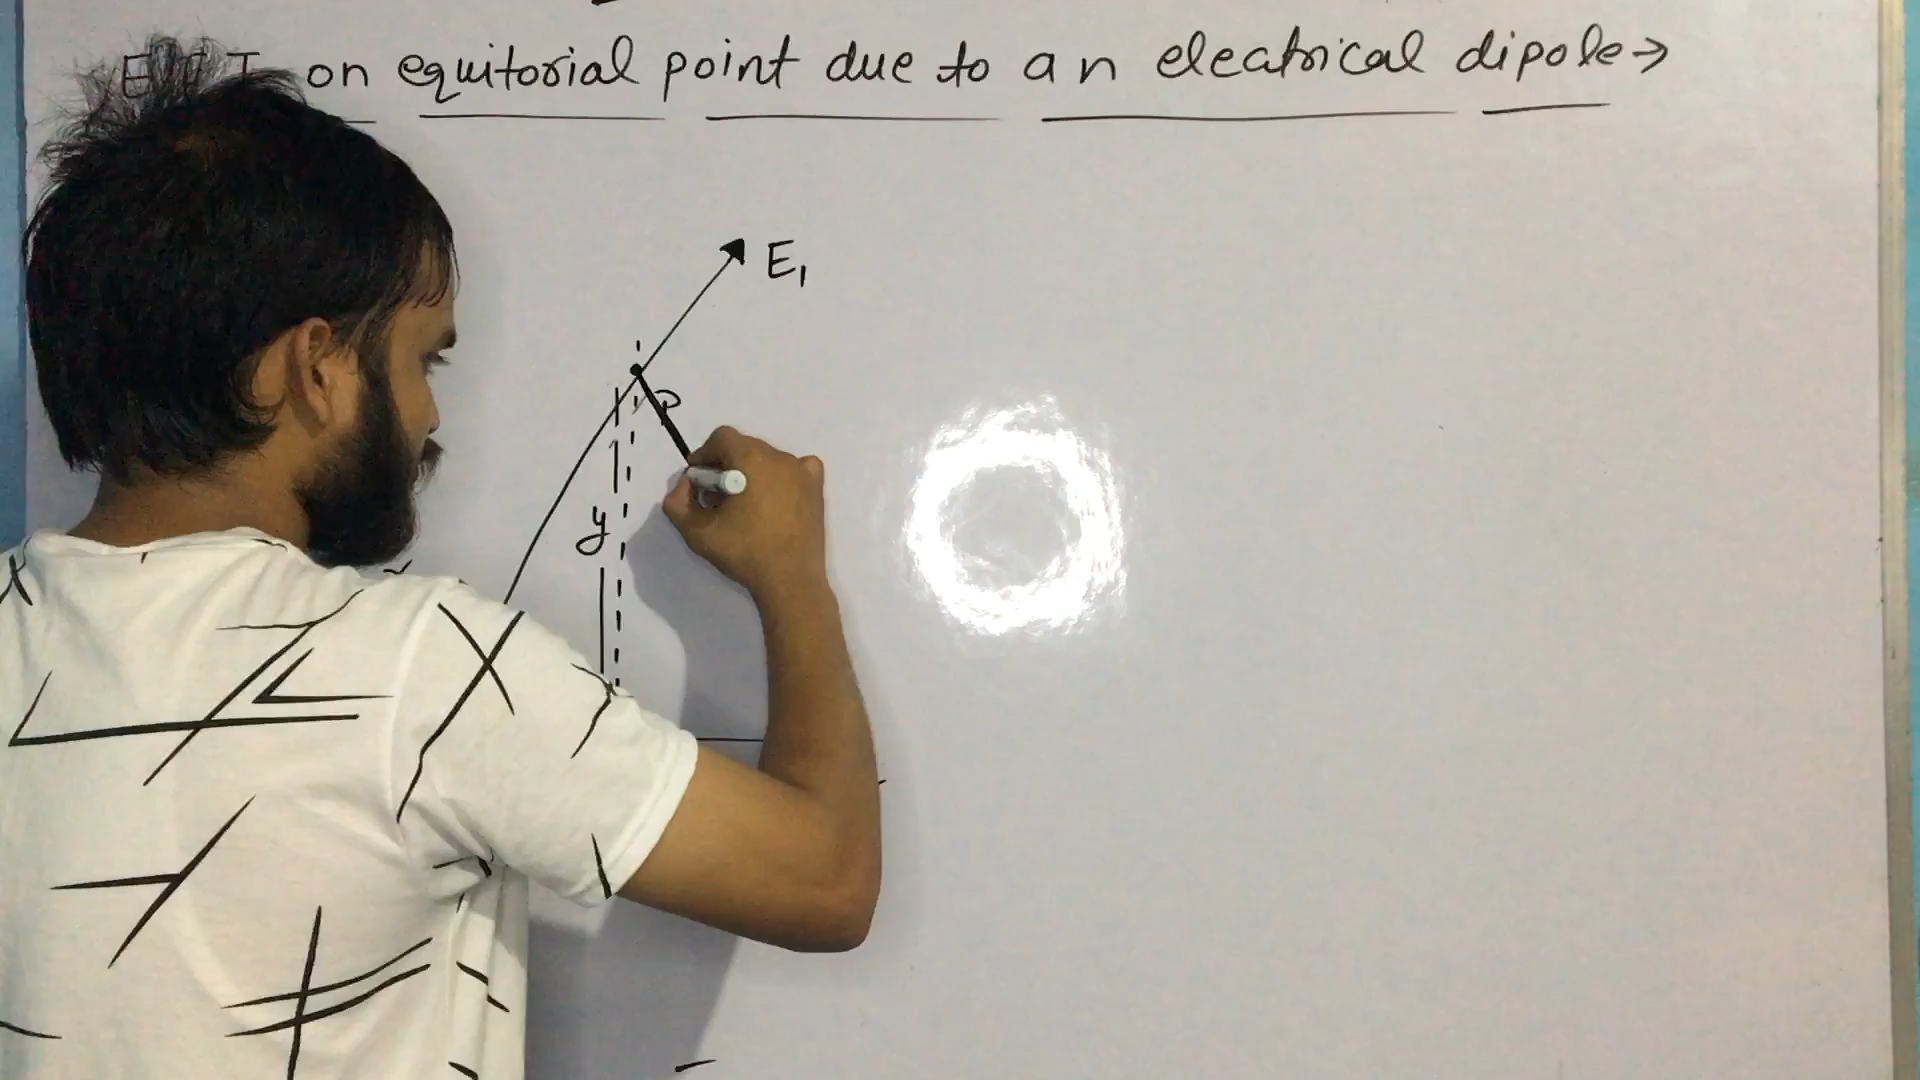 on equitorial point due to an eleatrical dipole→
E₁
P
y